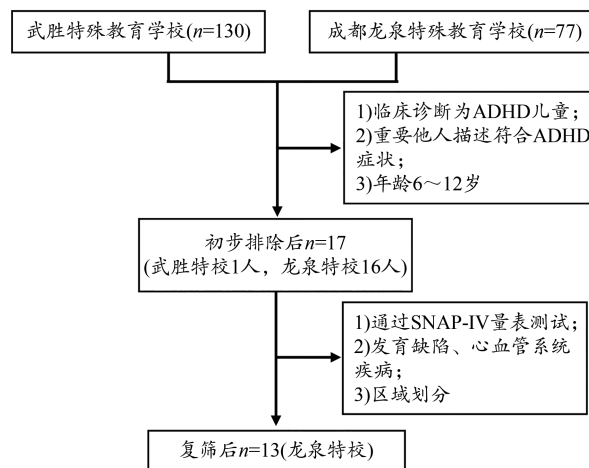 武胜特殊教育学校(n=130)
成都龙泉特殊教育学校(n=77)
1)临床诊断为ADHD儿童；
2)重要他人描述符合ADHD
症状；
3)年龄6～12岁
初步排除后n=17
(武胜特校1人，龙泉特校16人)
1)通过SNAP-IV量表测试；
2)发育缺陷、心血管系统
疾病；
3)区域划分
复筛后n=13(龙泉特校)